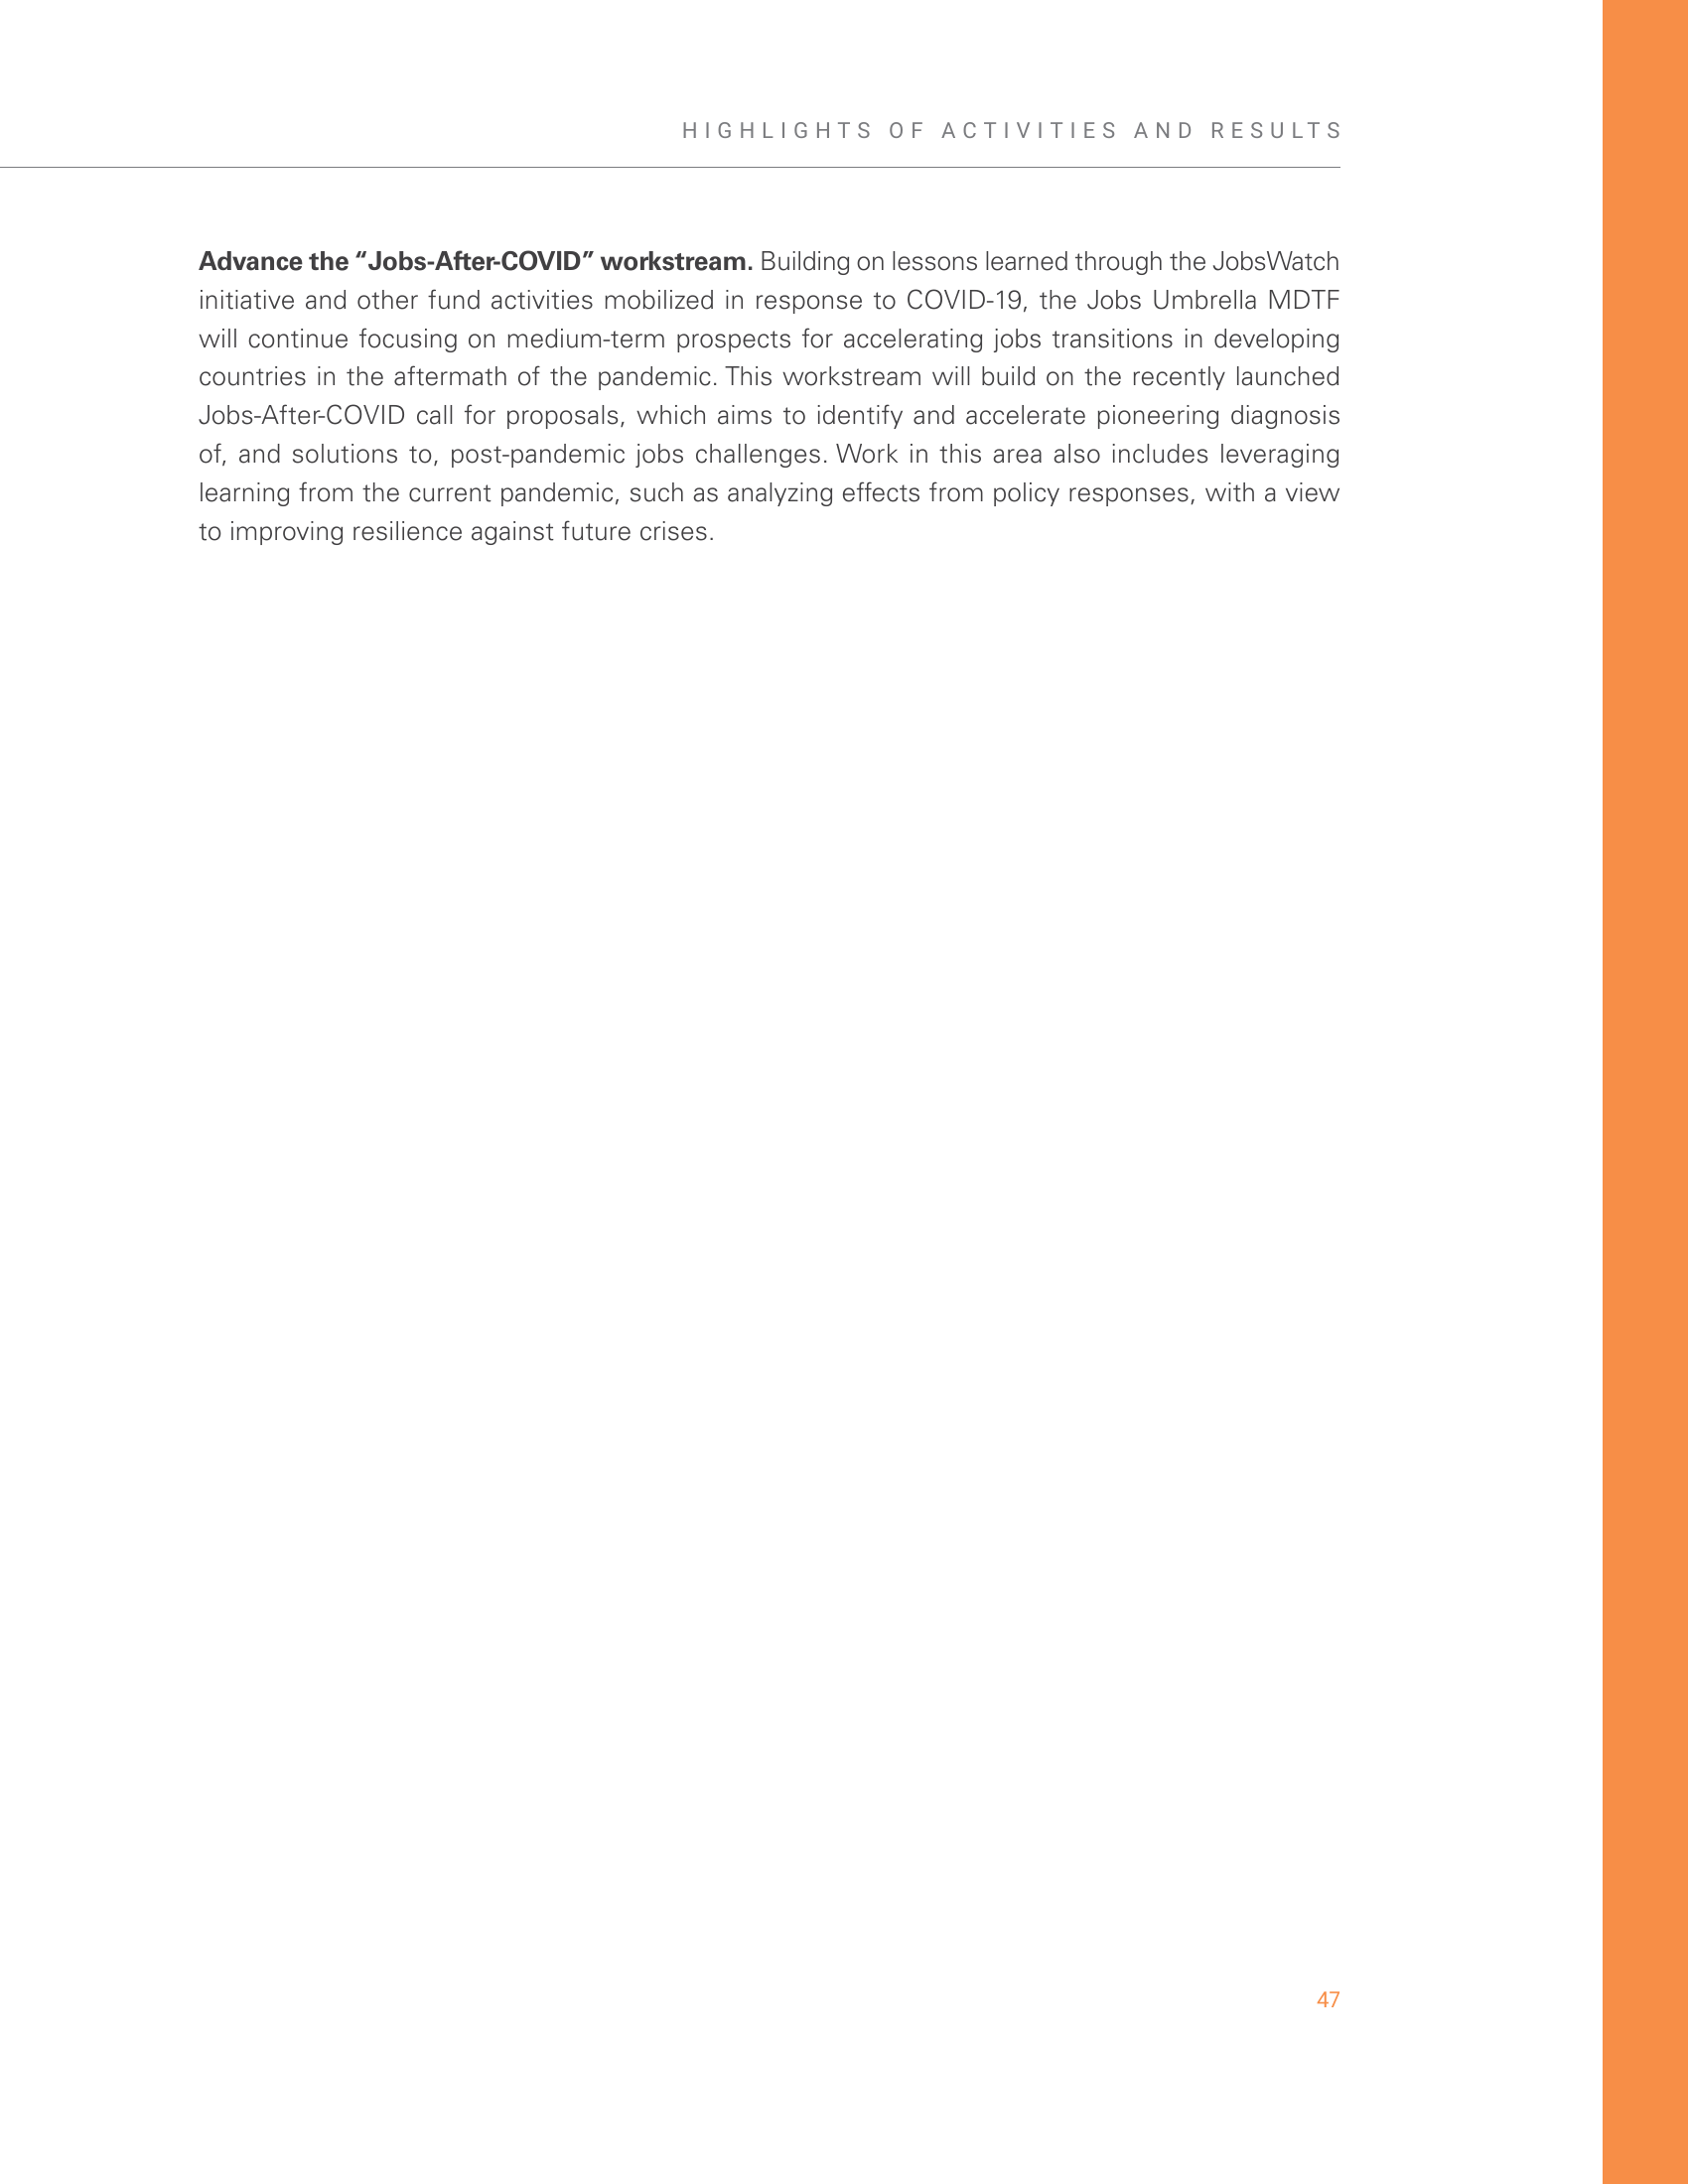 HIGHLIGHTS OF ACTIVITIES AND RESULTS
Advance the “Jobs-After-COVID” workstream. Building on lessons learned through the JobsWatch
initiative and other fund activities mobilized in response to COVID-19, the Jobs Umbrella MDTF
will continue focusing on medium-term prospects for accelerating jobs transitions in developing
countries in the aftermath of the pandemic. This workstream will build on the recently launched
Jobs-After-COVID call for proposals, which aims to identify and accelerate pioneering diagnosis
of, and solutions to, post-pandemic jobs challenges. Work in this area also includes leveraging
learning from the current pandemic, such as analyzing effects from policy responses, with a view
to improving resilience against future crises.
47